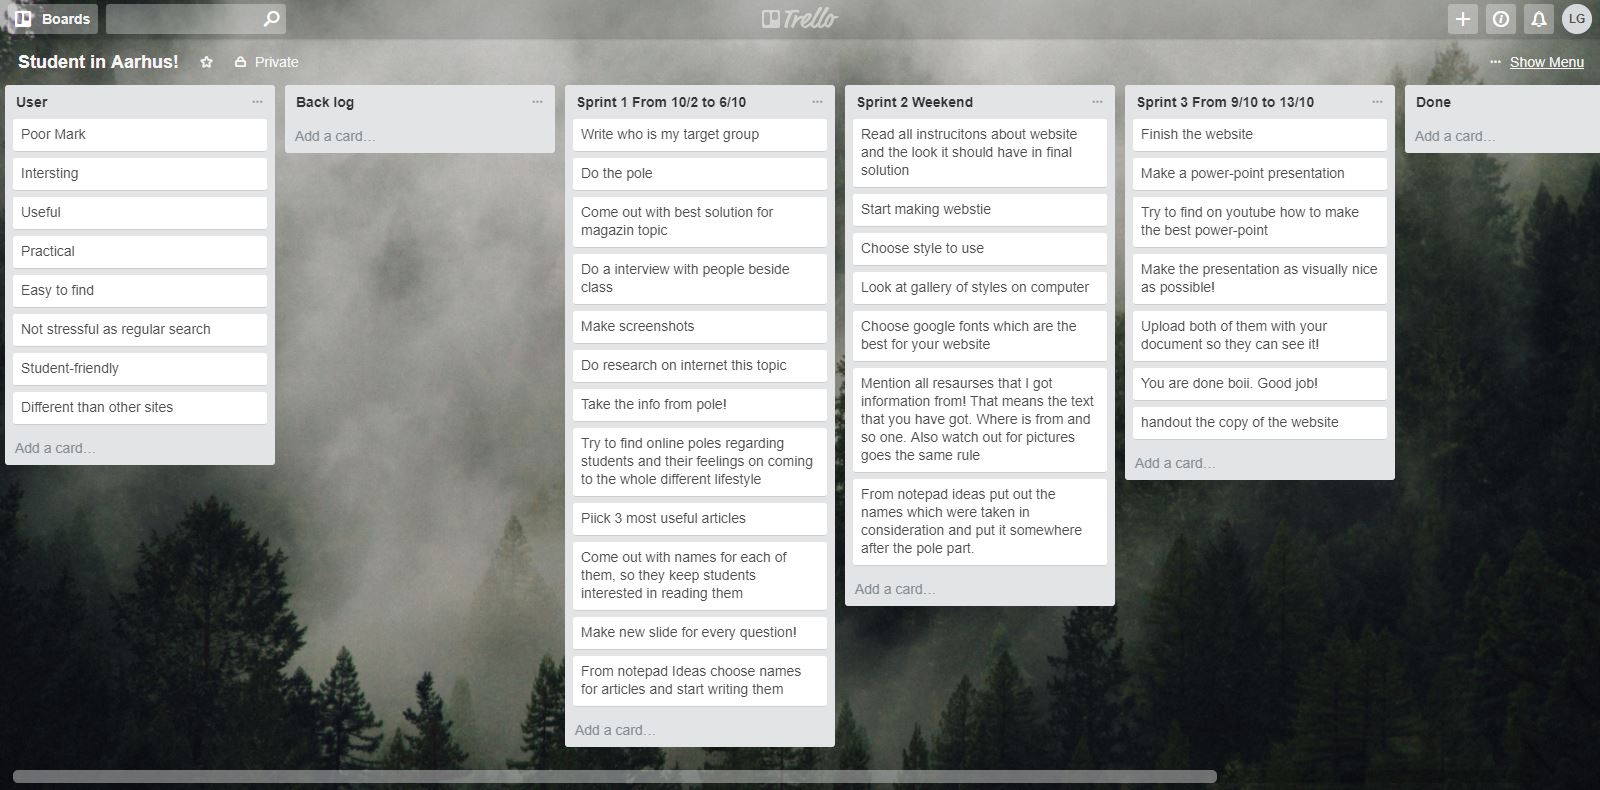 Boards
Trello
LG
Student in Aarhus!
Private
Show Menu
User
Poor Mark
Intersting
Useful
Practical
Easy to find
Not stressful as regular search
Student-friendly
Different than other sites
Add a card...
Back log
Add a card...
Sprint 1 From 10/2 to 6/10
Write who is my target group
Do the pole
Come out with best solution for
magazin topic
Do a interview with people beside
class
Make screenshots
Do research on internet this topic
Take the info from pole!
Try to find online poles regarding
students and their feelings on coming
to the whole different lifestyle
Piick 3 most useful articles
Come out with names for each of
them, so they keep students
interested in reading them
Make new slide for every question!
From notepad Ideas choose names
for articles and start writing them
Add a card...
Sprint 2 Weekend
Read all instrucitons about website
and the look it should have in final
solution
Start making webstie
Choose style to use
Look at gallery of styles on computer
Choose google fonts which are the
best for your website
Mention all resaurses that I got
information from! That means the text
that you have got. Where is from and
so one. Also watch out for pictures
goes the same rule
From notepad ideas put out the
names which were taken in
consideration and put it somewhere
after the pole part.
Add a card...
Sprint 3 From 9/10 to 13/10
Finish the website
Make a power-point presentation
Try to find on youtube how to make
the best power-point
Make the presentation as visually nice
as possible!
Upload both of them with your
document so they can see it!
You are done boii. Good job!
handout the copy of the website
Add a card...
Done
Add a card...